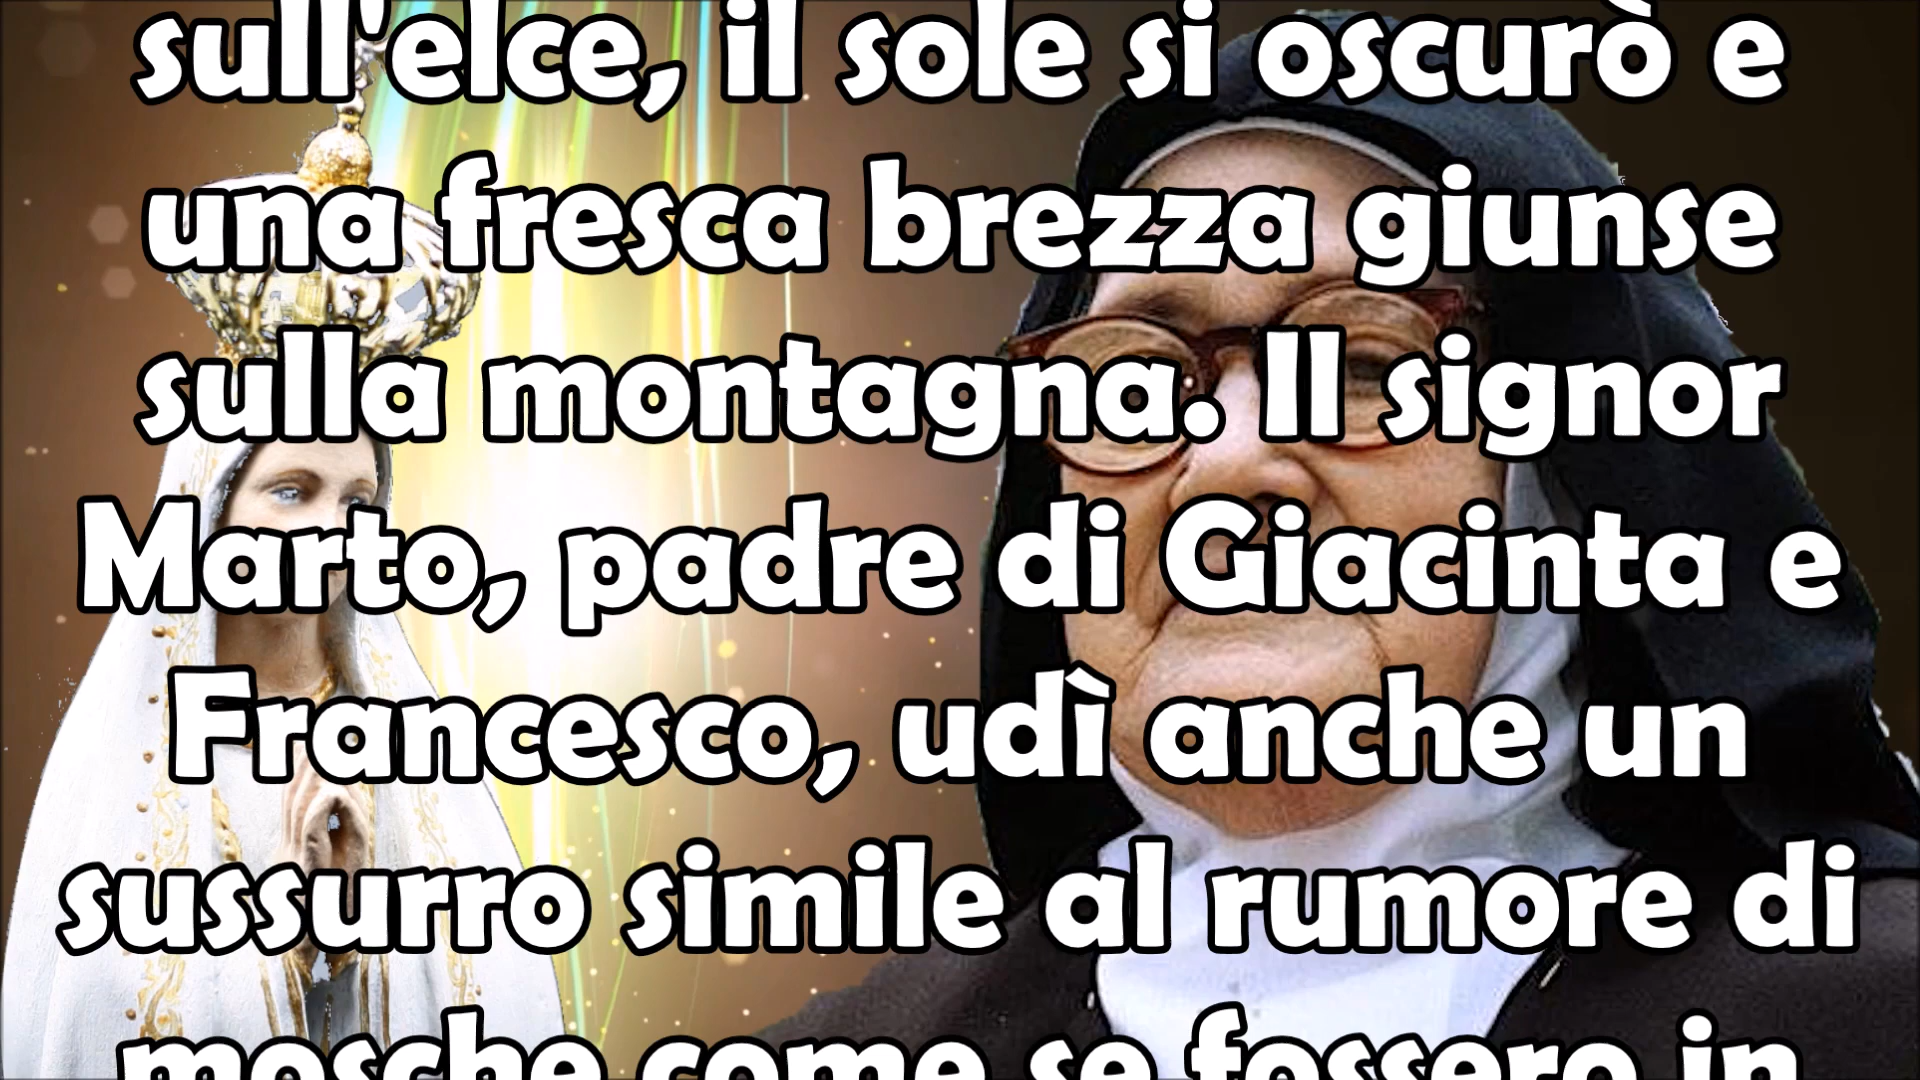 sull'elce, il sole si oscurò e
una fresca brezza giunse
sulla montagna. Il signor
Marto, padre di Giacinta e
Francesco, udì anche un
sussurro simile al rumore di
mosche come se fossero in